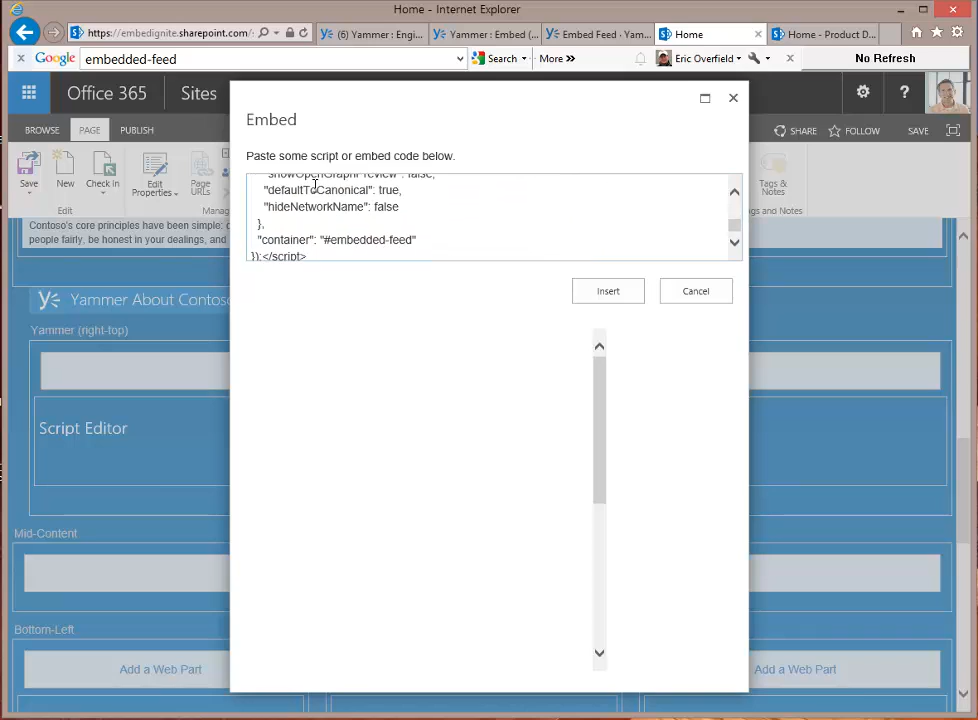 Home - Internet Explorer
https://embedignite.sharepoint.com/
(6) Yammer : Engi...
Yammer : Embed (...
Embed Feed - Yam...
Home
Home - Product D...
Google
embedded-feed
Search
More »
Eric Overfield
No Refresh
Office 365
Sites
BROWSE
PAGE
PUBLISH
SHARE
FOLLOW
SAVE
Save
New
Check In
Edit
Properties
Page
URLs
Tags &
Notes
Edit
Manag
gs and Notes
Embed
Paste some script or embed code below.
"showOpenGraphPreview": false,
"defaultToCanonical": true,
"hideNetworkName": false
},
"container": "#embedded-feed"
});</script>
Insert
Cancel
Contoso's core principles have been simple:
people fairly, be honest in your dealings, and
Yammer About Contoso
Yammer (right-top)
Script Editor
Mid-Content
Bottom-Left
Add a Web Part
Add a Web Part